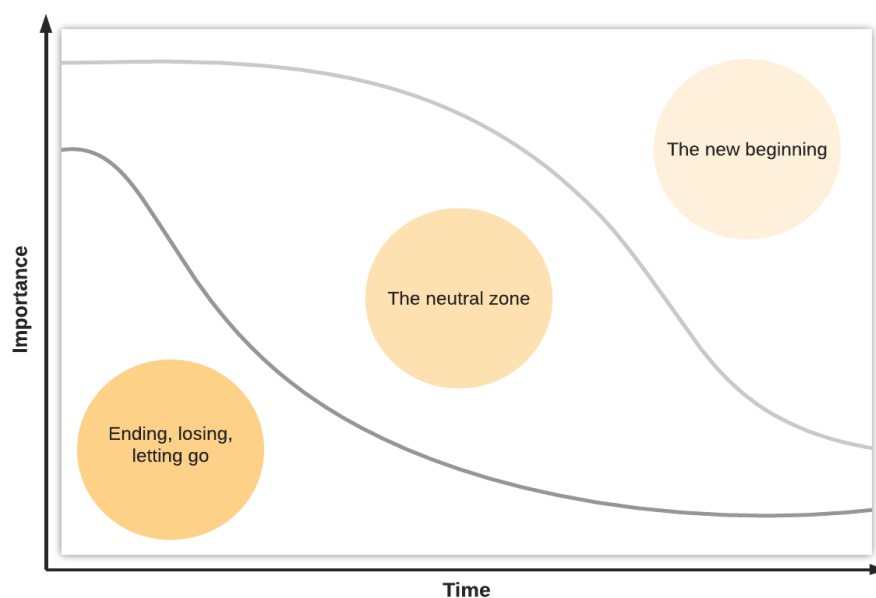 The new beginning
The neutral zone
Ending, losing,
letting go
Importance
Time